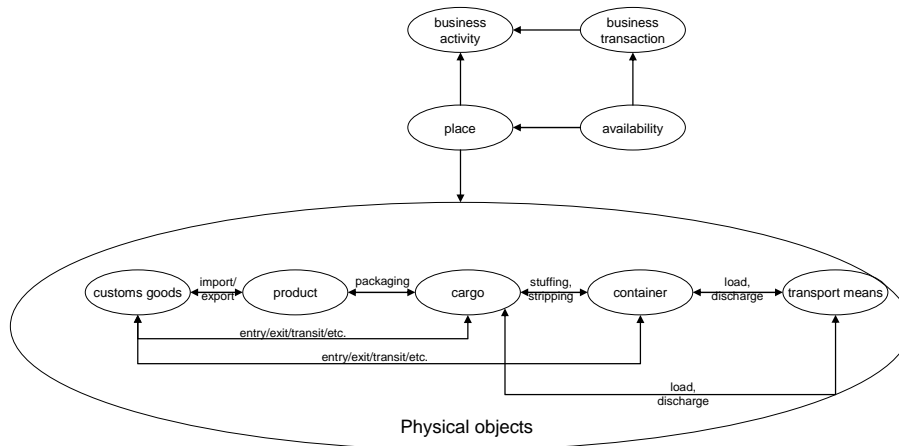 business
activity
business
transaction
place
availability
customs goods
import/
export
product
packaging
cargo
stuffing,
stripping
container
load,
discharge
transport means
entry/exit/transit/etc.
entry/exit/transit/etc.
load,
discharge
Physical objects